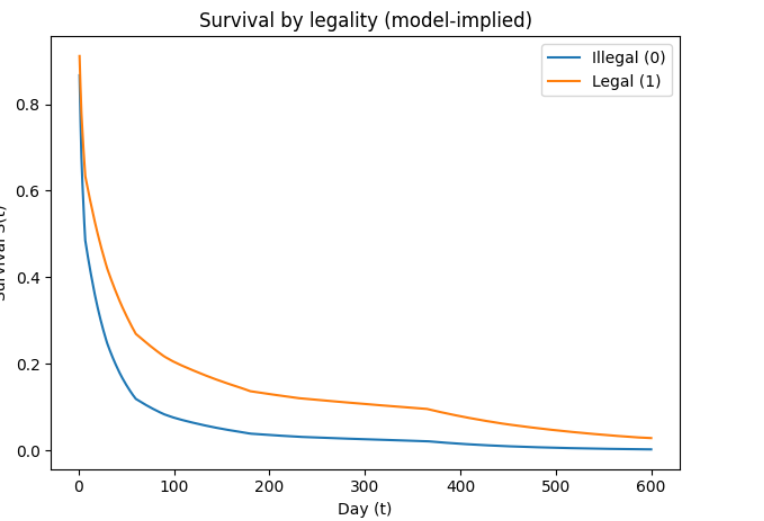 Survival by legality (model-implied)
Illegal (0)
Legal (1)
0.8
0.6
0.4
0.2
0.0
0 100 200 300 400 500 600
Day (t)